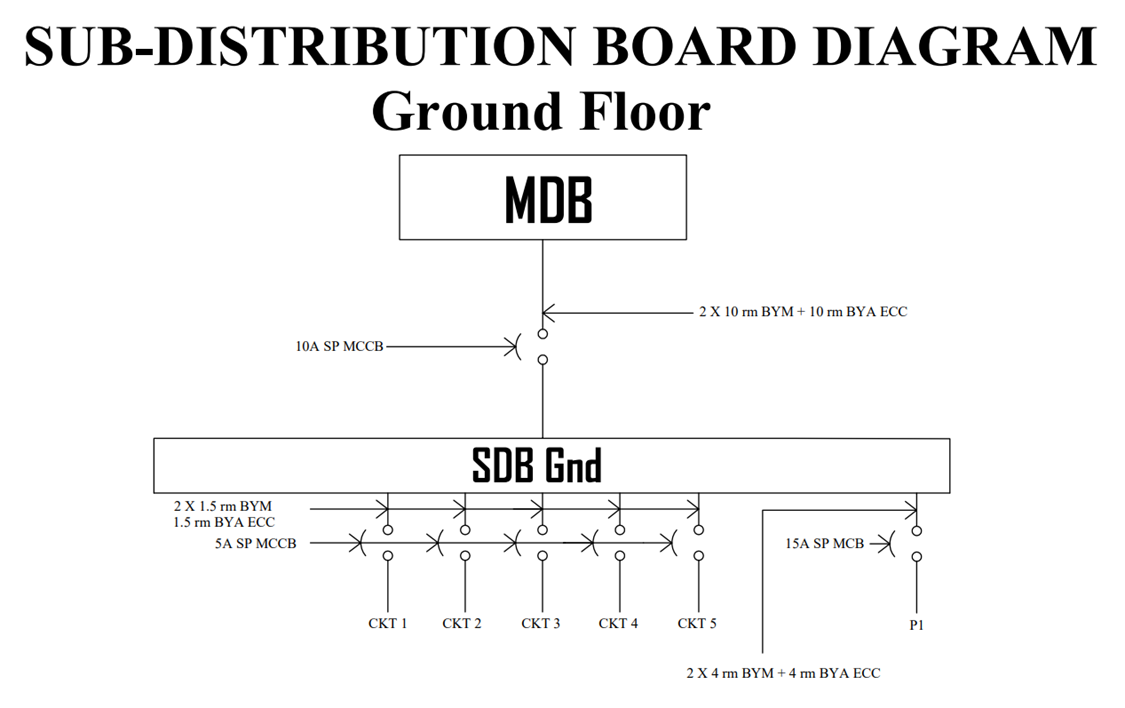 SUB-DISTRIBUTION BOARD DIAGRAM
Ground Floor
MDB
2 X 10 rm BYM + 10 rm BYA ECC
10A SP MCCB
SDB Gnd
2 X 1.5 rm BYM
1.5 rm BYA ECC
5A SP MCCB
15A SP MCB
CKT 1 CKT 2 CKT 3 CKT 4 CKT 5 P1
2 X 4 rm BYM + 4 rm BYA ECC